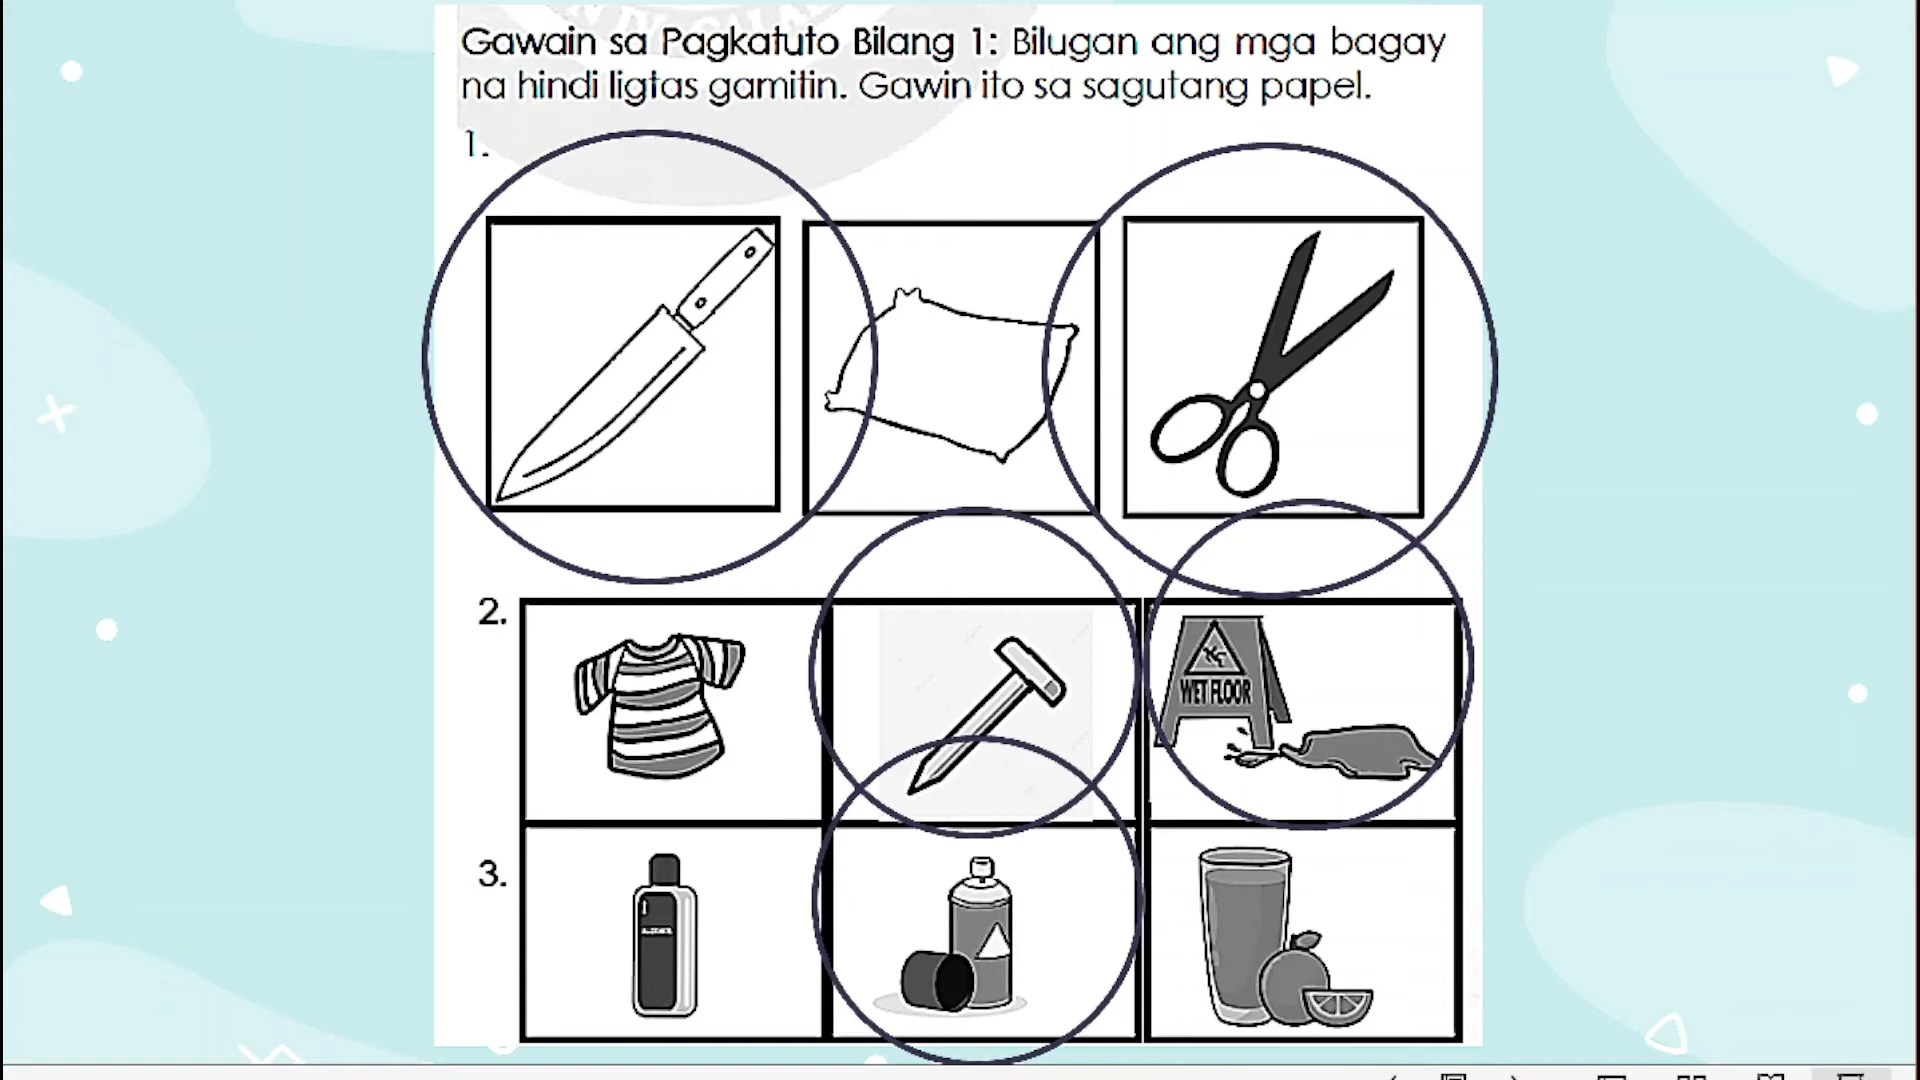 Gawain sa Pagkatuto Bilang 1: Bilugan ang mga bagay
na hindi ligtas gamitin. Gawin ito sa sagutang papel.
1.
2.
WET FLOOR
3.